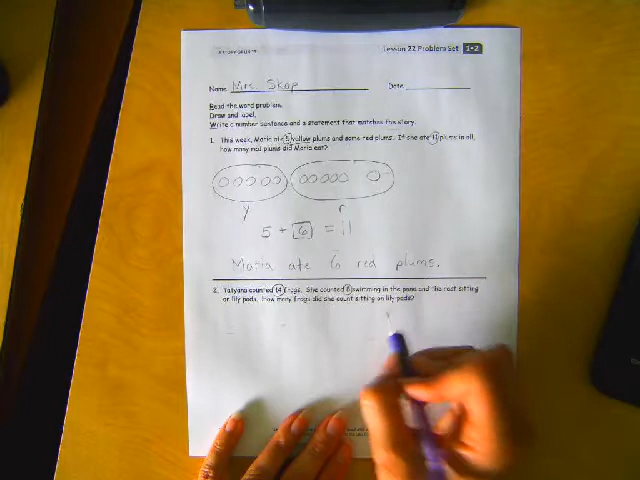 Lesson 22 Problem Set 1•2
Name Mrs. Skop Date
Read the word problem.
Draw and label.
Write a number sentence and a statement that matches the story.
1. This week, Maria ate 5 yellow plums and some red plums. If she ate 11 plums in all,
how many red plums did Maria eat?
y r
5 + 6 = 11
Maria ate 6 red plums.
2. Tatyana counted 14 frogs. She counted 8 swimming in the pond and the rest sitting
on lily pads. How many frogs did she count sitting on lily pads?